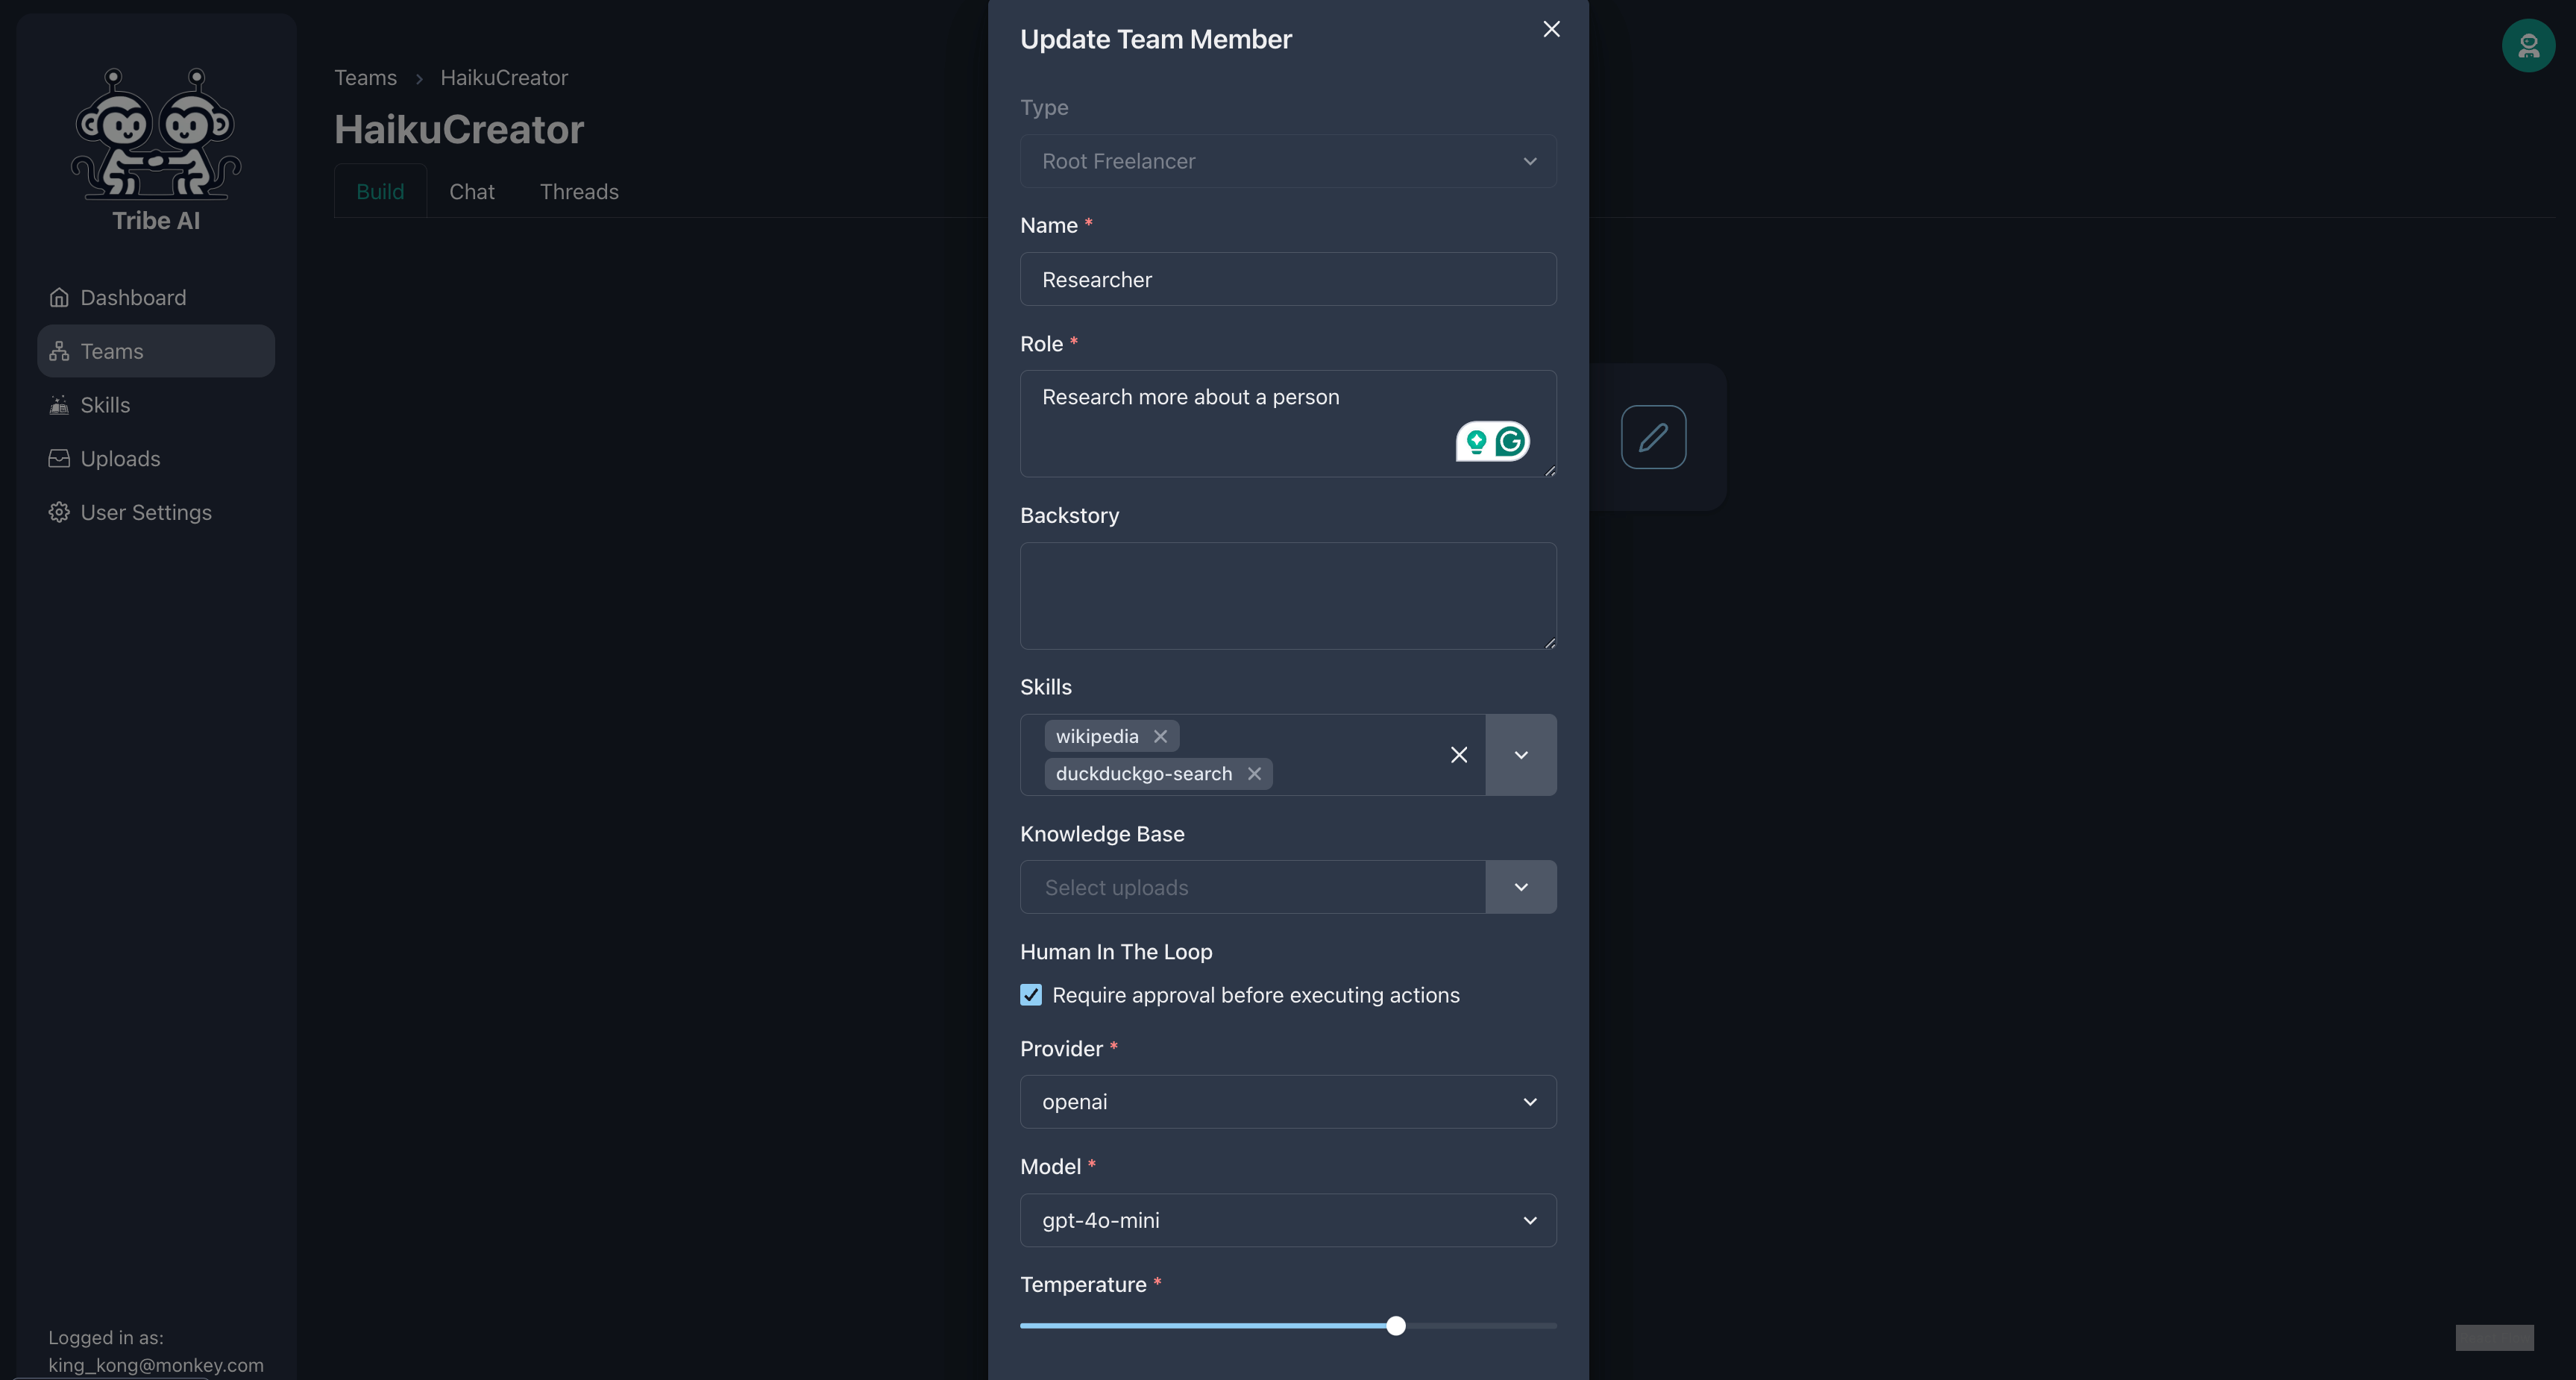 Tribe AI
Dashboard
Teams
Skills
Uploads
User Settings
Logged in as:
king_kong@monkey.com
Teams > HaikuCreator
HaikuCreator
Build Chat Threads
Update Team Member
Type
Root Freelancer
Name *
Researcher
Role *
Research more about a person
Backstory
Skills
wikipedia
duckduckgo-search
Knowledge Base
Select uploads
Human In The Loop
Require approval before executing actions
Provider *
openai
Model *
gpt-4o-mini
Temperature *